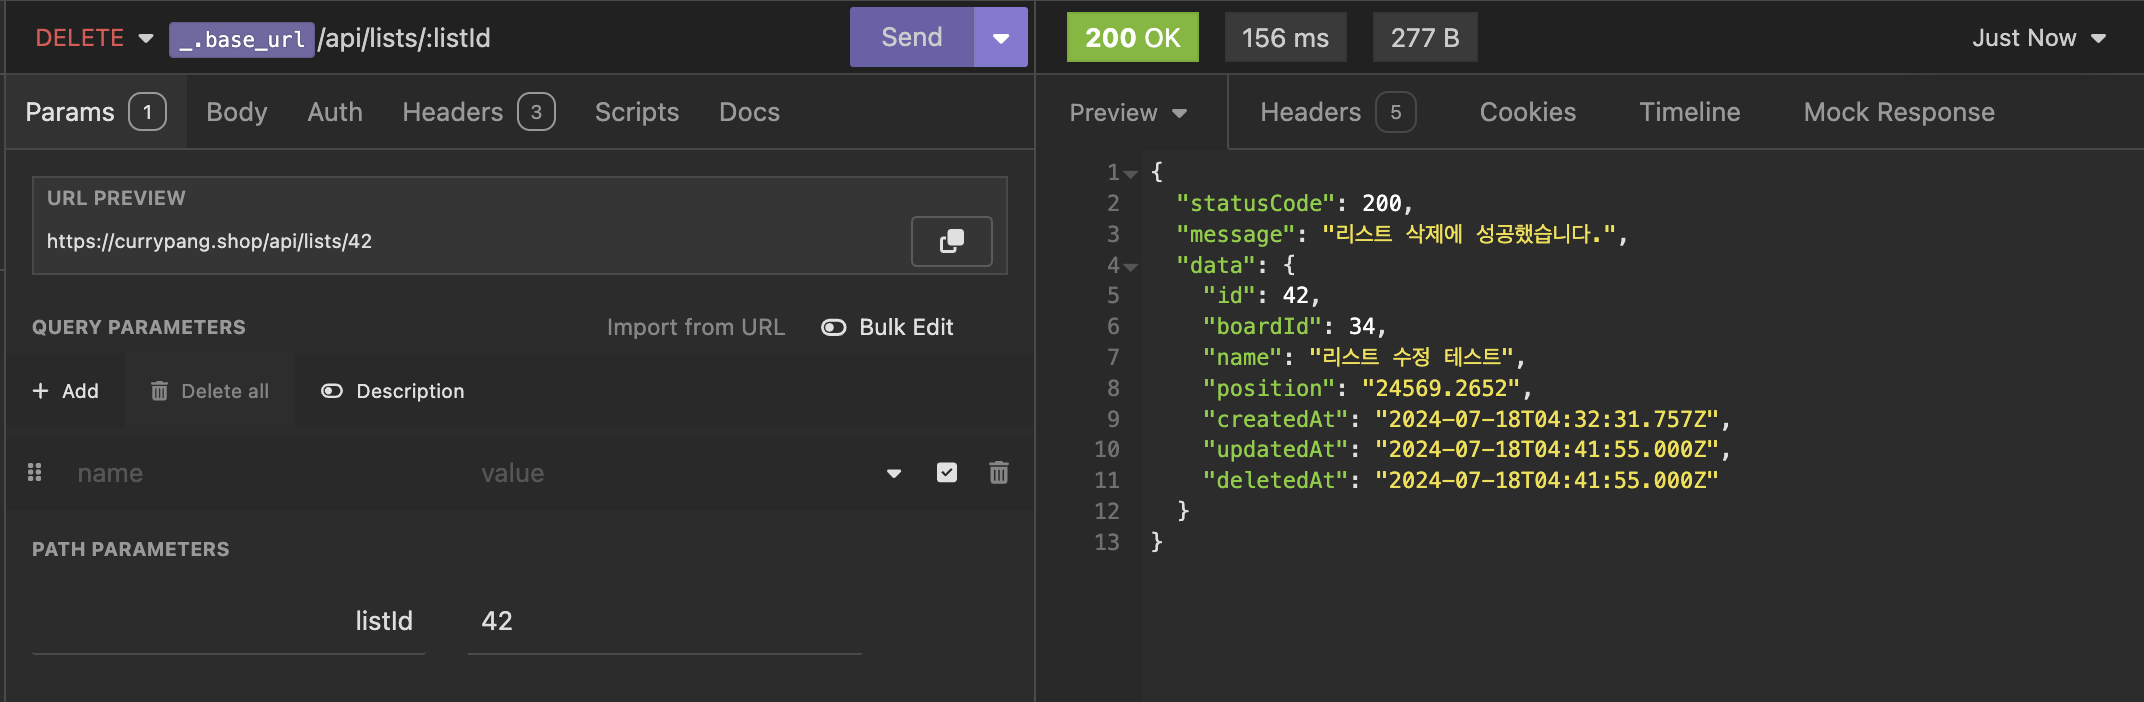 DELETE _.base_url /api/lists/:listId Send
200 OK 156 ms 277 B Just Now
Params 1 Body Auth Headers 3 Scripts Docs
Preview Headers 5 Cookies Timeline Mock Response
URL PREVIEW
https://currypang.shop/api/lists/42
QUERY PARAMETERS Import from URL Bulk Edit
+ Add Delete all Description
name value
PATH PARAMETERS
listId 42
1 {
2 "statusCode": 200,
3 "message": "리스트 삭제에 성공했습니다.",
4 "data": {
5 "id": 42,
6 "boardId": 34,
7 "name": "리스트 수정 테스트",
8 "position": "24569.2652",
9 "createdAt": "2024-07-18T04:32:31.757Z",
10 "updatedAt": "2024-07-18T04:41:55.000Z",
11 "deletedAt": "2024-07-18T04:41:55.000Z"
12 }
13 }